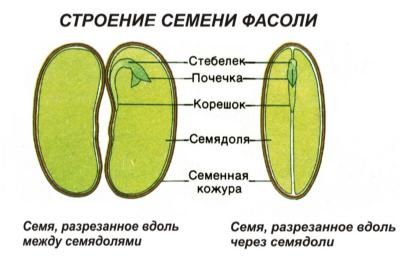 СТРОЕНИЕ СЕМЕНИ ФАСОЛИ
Стебелек
Почечка
Корешок
Семядоля
Семенная
кожура
Семя, разрезанное вдоль
между семядолями
Семя, разрезанное вдоль
через семядоли